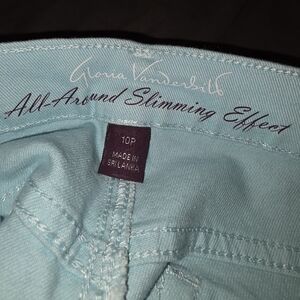 Gloria Vanderbilt
All-Around Slimming Effect
10P
MADE IN
SRI LANKA